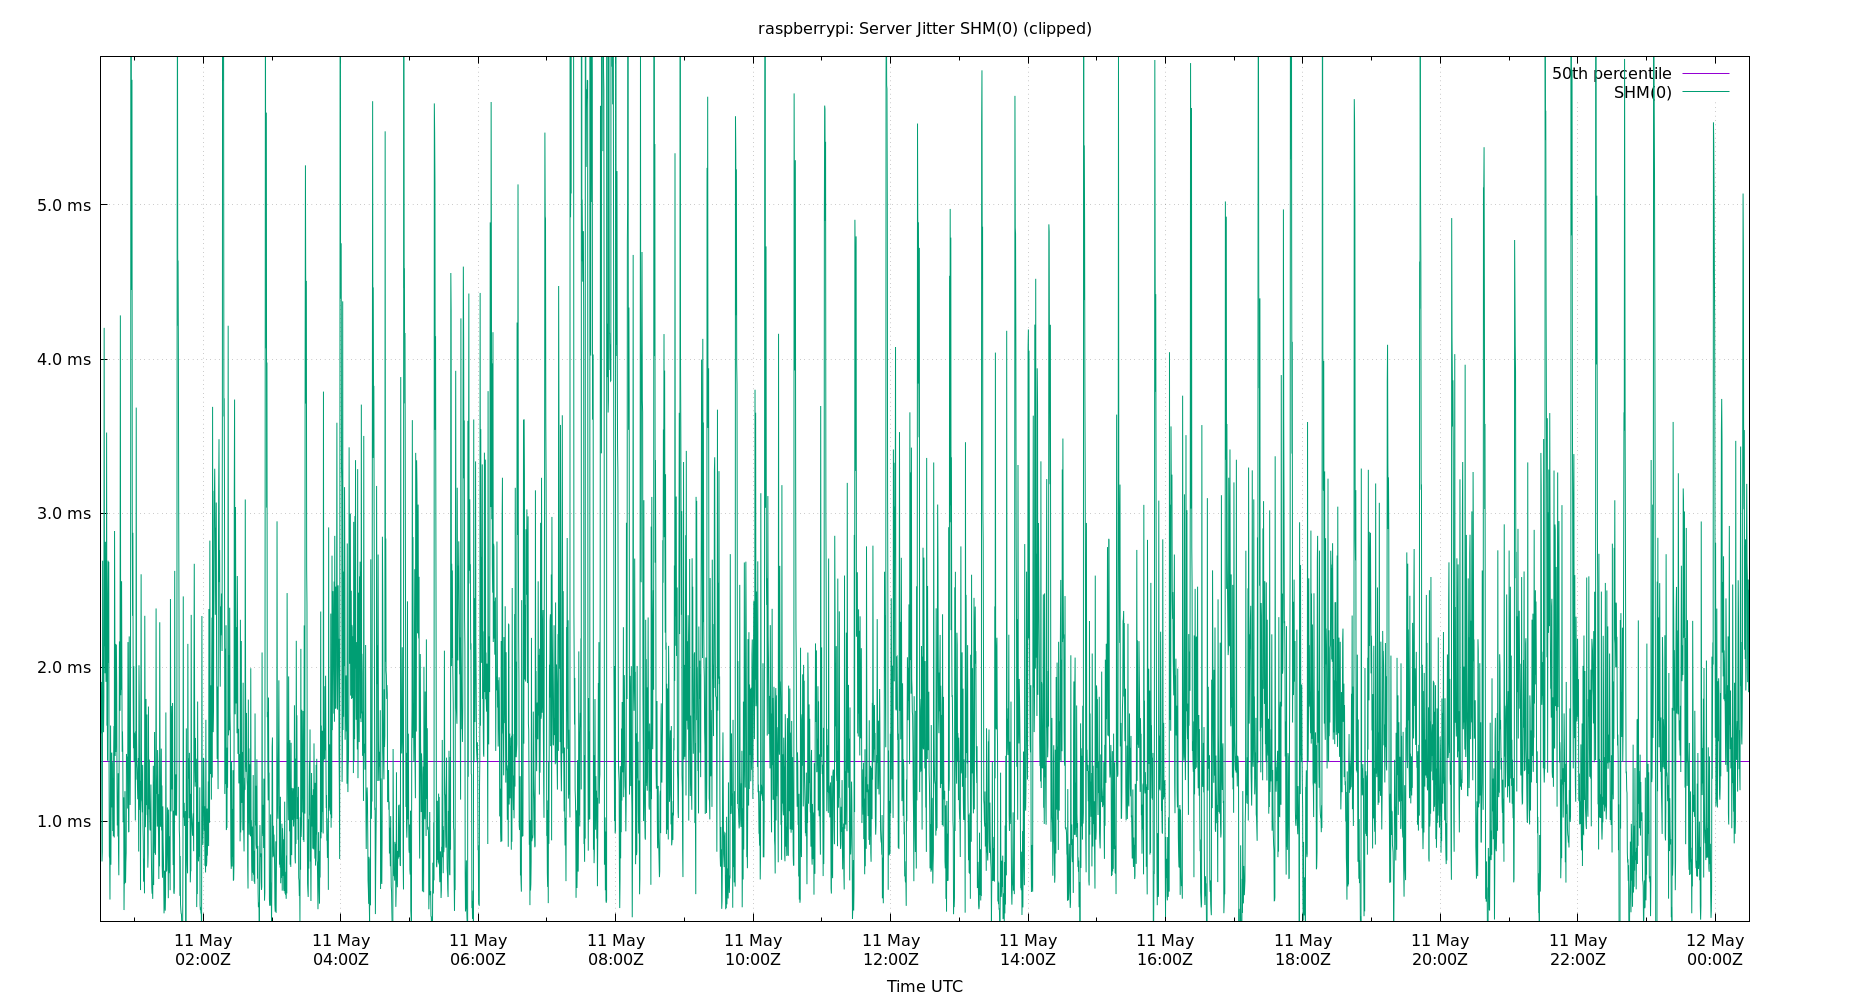 raspberrypi: Server Jitter SHM(0) (clipped)
50th percentile
SHM(0)
5.0 ms
4.0 ms
3.0 ms
2.0 ms
1.0 ms
11 May 11 May 11 May 11 May 11 May 11 May 11 May 11 May 11 May 11 May 11 May 12 May
02:00Z 04:00Z 06:00Z 08:00Z 10:00Z 12:00Z 14:00Z 16:00Z 18:00Z 20:00Z 22:00Z 00:00Z
Time UTC